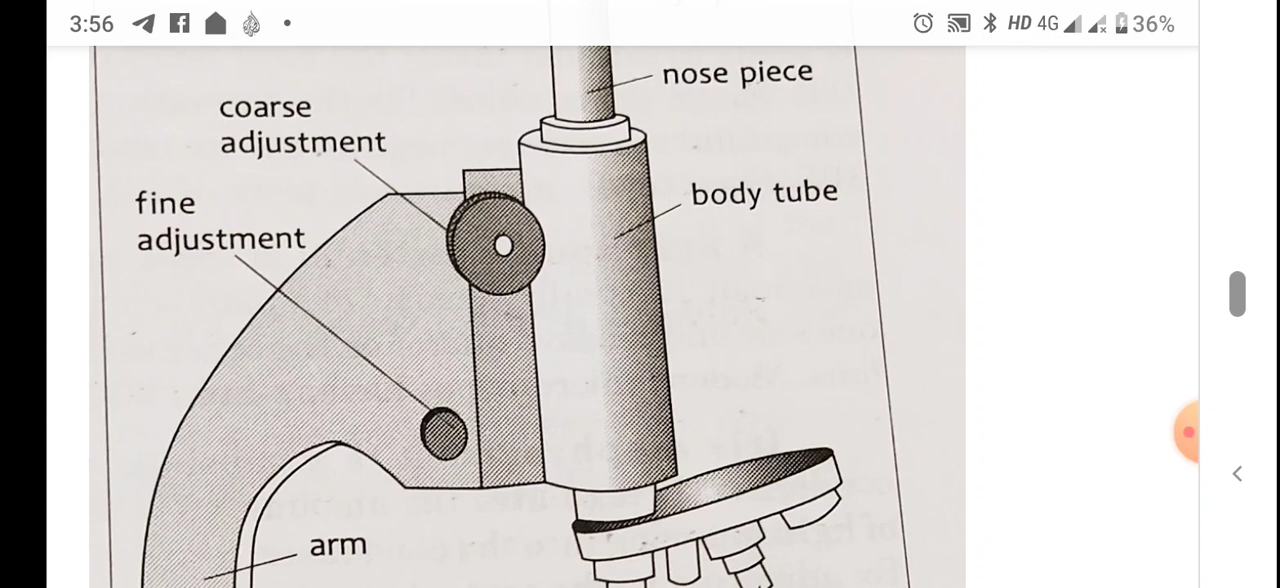 3:56
HD 4G 36%
nose piece
coarse
adjustment
body tube
fine
adjustment
arm